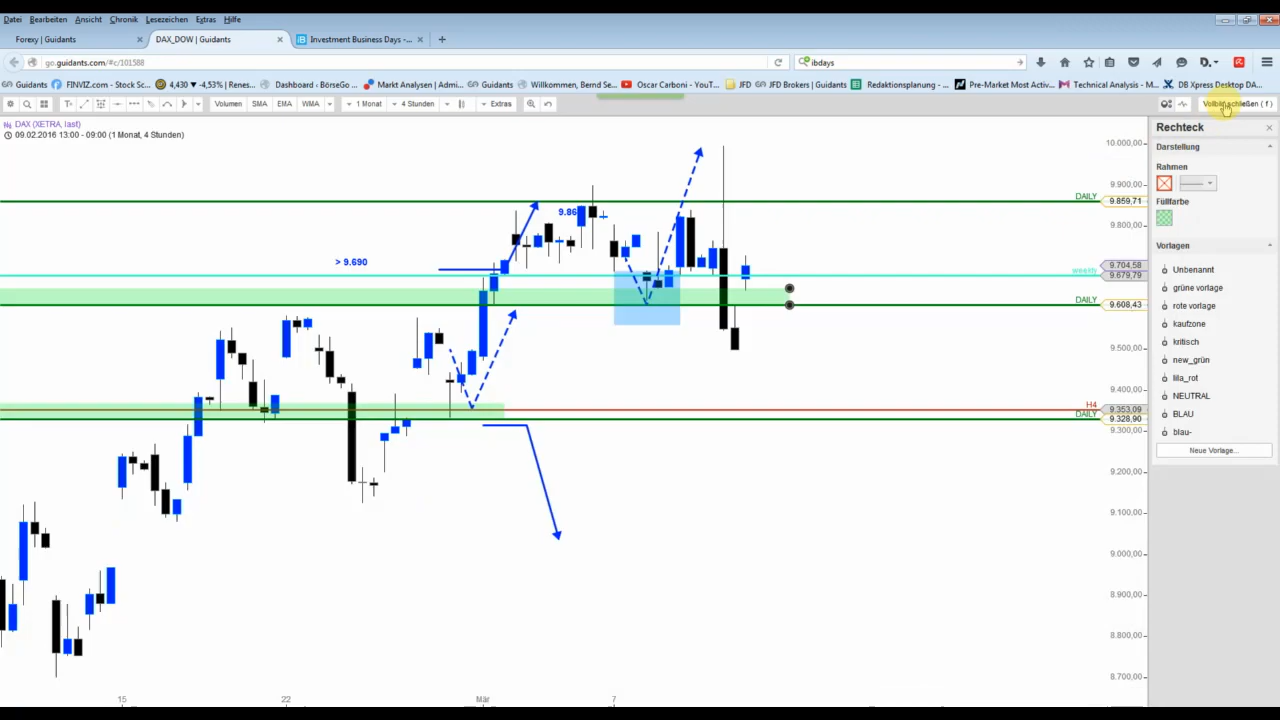 Datei Bearbeiten Ansicht Chronik Lesezeichen Extras Hilfe
Forexy | Guidants × DAX_DOW | Guidants × Investment Business Days -... × +
go.guidants.com/#c/101588 ibdays
Guidants FINVIZ.com - Stock Sc... 4,430 ▼ -4,53% | Renes... Dashboard ‹ BörseGo ... Markt Analysen | Admi... Guidants Willkommen, Bernd Se... Oscar Carboni - YouT... JFD JFD Brokers | Guidants Redaktionsplanung - ... Pre-Market Most Activ... Technical Analysis - M... DB Xpress Desktop DA...
Volumen SMA EMA WMA 1 Monat 4 Stunden Extras
DAX (XETRA, last)
09.02.2016 13:00 - 09:00 (1 Monat, 4 Stunden)
10.000,00
9.900,00
DAILY 9.859,71
9.86
9.800,00
> 9.690
9.704,58
weekly 9.679,79
DAILY 9.608,43
9.500,00
9.400,00
H4 9.353,09
DAILY 9.328,90
9.300,00
9.200,00
9.100,00
9.000,00
8.900,00
8.800,00
8.700,00
15 22 Mär 7
Rechteck ×
Darstellung
Rahmen
Füllfarbe
Vorlagen
Unbenannt
grüne vorlage
rote vorlage
kaufzone
kritisch
new_grün
lila_rot
NEUTRAL
BLAU
blau-
Neue Vorlage...